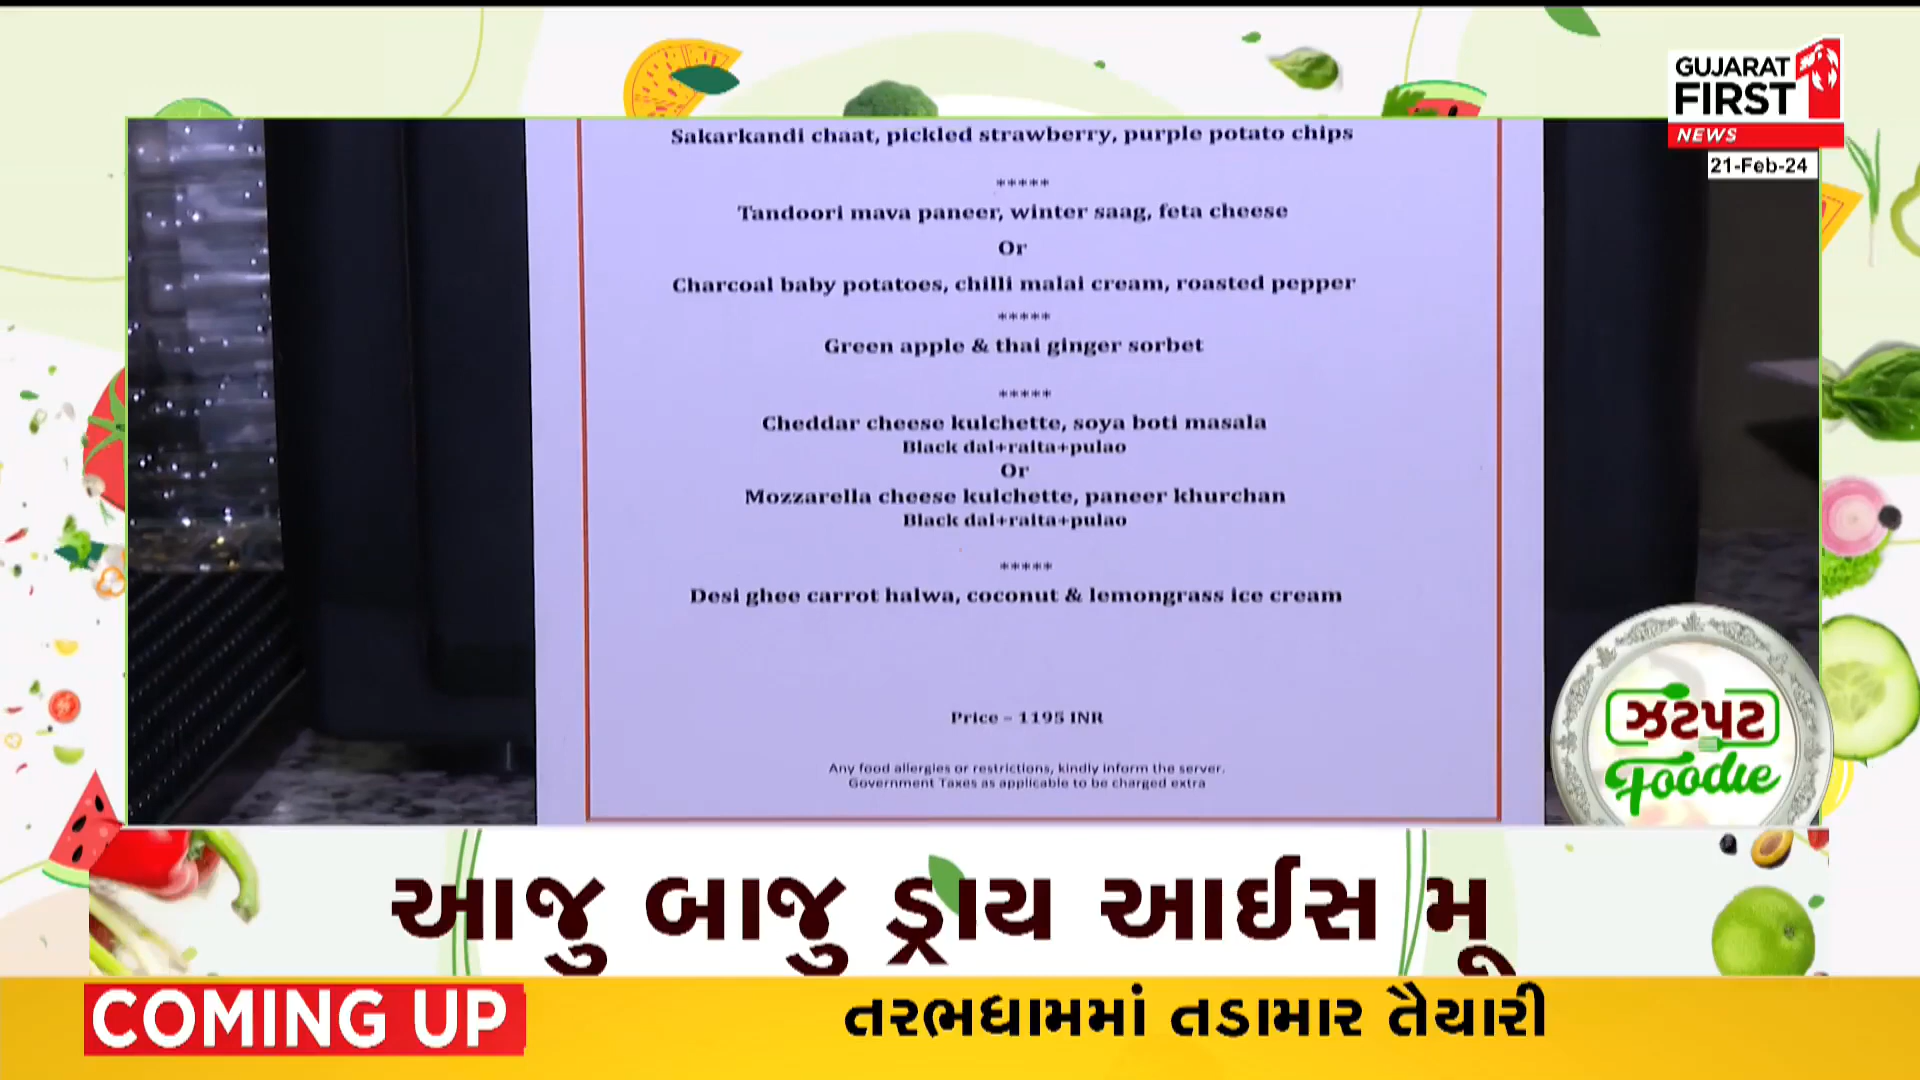 GUJARAT
FIRST
NEWS
21-Feb-24
Sakarkandi chaat, pickled strawberry, purple potato chips
*****
Tandoori mava paneer, winter saag, feta cheese
Or
Charcoal baby potatoes, chilli malai cream, roasted pepper
*****
Green apple & thai ginger sorbet
*****
Cheddar cheese kulchette, soya boti masala
Black dal+raita+pulao
Or
Mozzarella cheese kulchette, paneer khurchan
Black dal+raita+pulao
*****
Desi ghee carrot halwa, coconut & lemongrass ice cream
Price – 1195 INR
Any food allergies or restrictions, kindly inform the server.
Government Taxes as applicable to be charged extra
ઝટપટ
Foodie
આજુ બાજુ ડ્રાય આઈસ મૂ
COMING UP
તરભધામમાં તડામાર તૈયારી